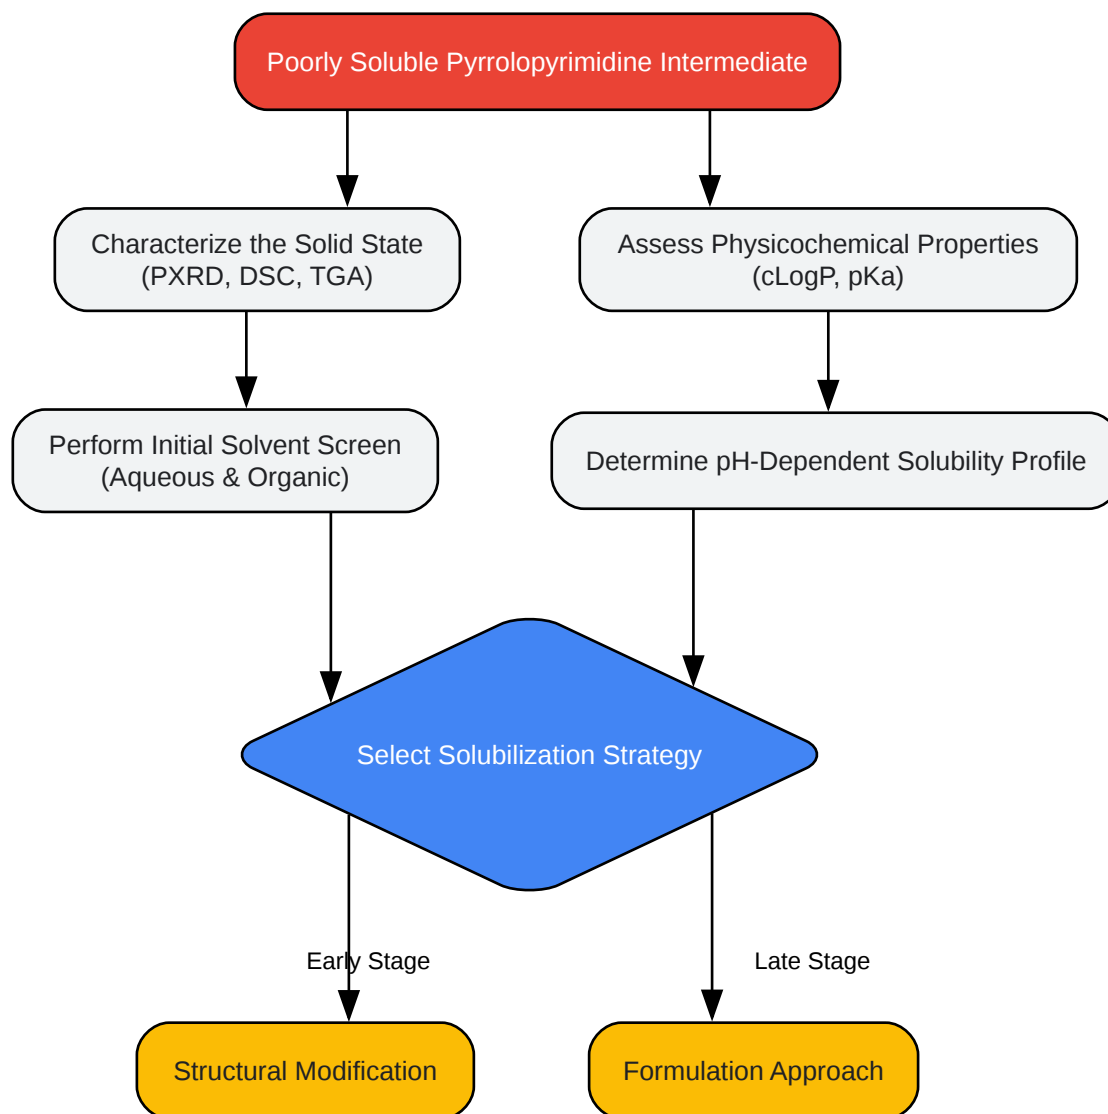 Poorly Soluble Pyrrolopyrimidine Intermediate
Characterize the Solid State
(PXRD, DSC, TGA)
Assess Physicochemical Properties
(cLogP, pKa)
Perform Initial Solvent Screen
(Aqueous & Organic)
Determine pH-Dependent Solubility Profile
Select Solubilization Strategy
Early Stage
Late Stage
Structural Modification
Formulation Approach